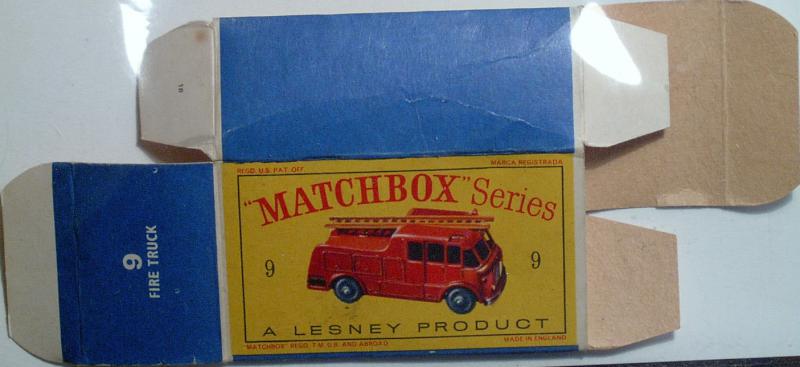 18
REGD. U.S. PAT. OFF.
MARCA REGISTRADA
"MATCHBOX" Series
9
9
A LESNEY PRODUCT
"MATCHBOX" REGD. T.M. G.B. AND ABROAD
MADE IN ENGLAND
9
FIRE TRUCK